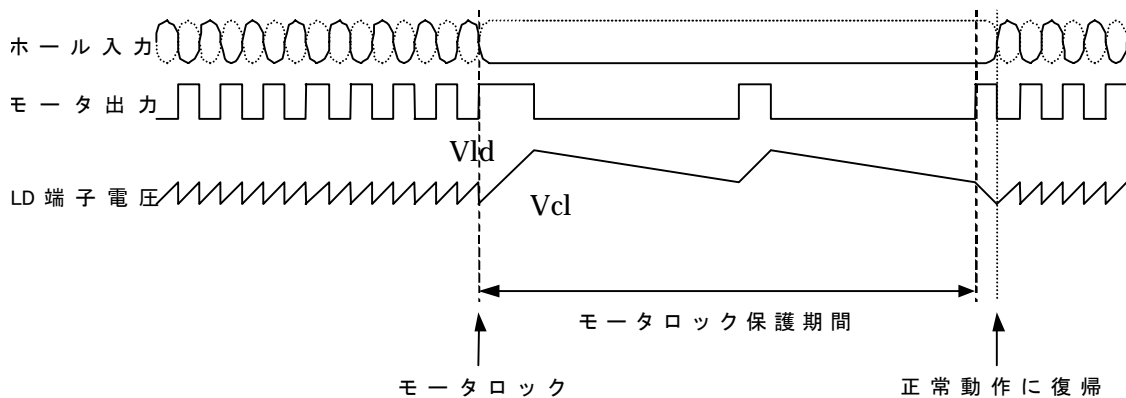 ホール入力
モータ出力
Vld
LD端子電圧
Vcl
モータロック保護期間
モータロック
正常動作に復帰